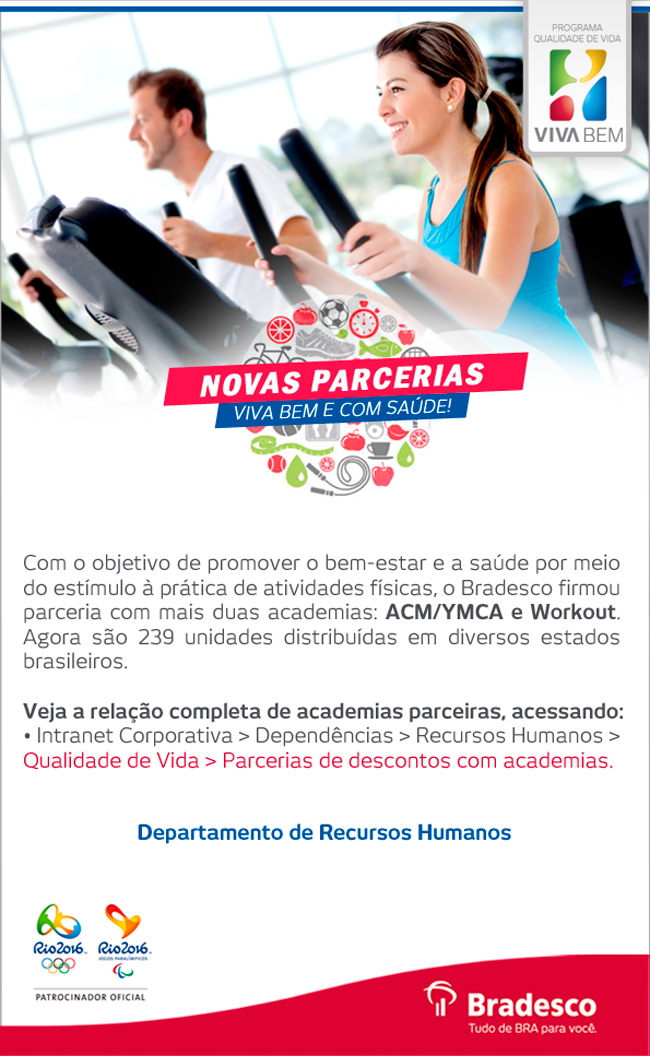 PROGRAMA
QUALIDADE DE VIDA
VIVA BEM
NOVAS PARCERIAS
VIVA BEM E COM SAÚDE!
Com o objetivo de promover o bem-estar e a saúde por meio
do estímulo à prática de atividades físicas, o Bradesco firmou
parceria com mais duas academias: ACM/YMCA e Workout.
Agora são 239 unidades distribuídas em diversos estados
brasileiros.
Veja a relação completa de academias parceiras, acessando:
• Intranet Corporativa > Dependências > Recursos Humanos >
Qualidade de Vida > Parcerias de descontos com academias.
Departamento de Recursos Humanos
Rio2016 Rio2016
JOGOS PARALÍMPICOS
PATROCINADOR OFICIAL
Bradesco
Tudo de BRA para você.